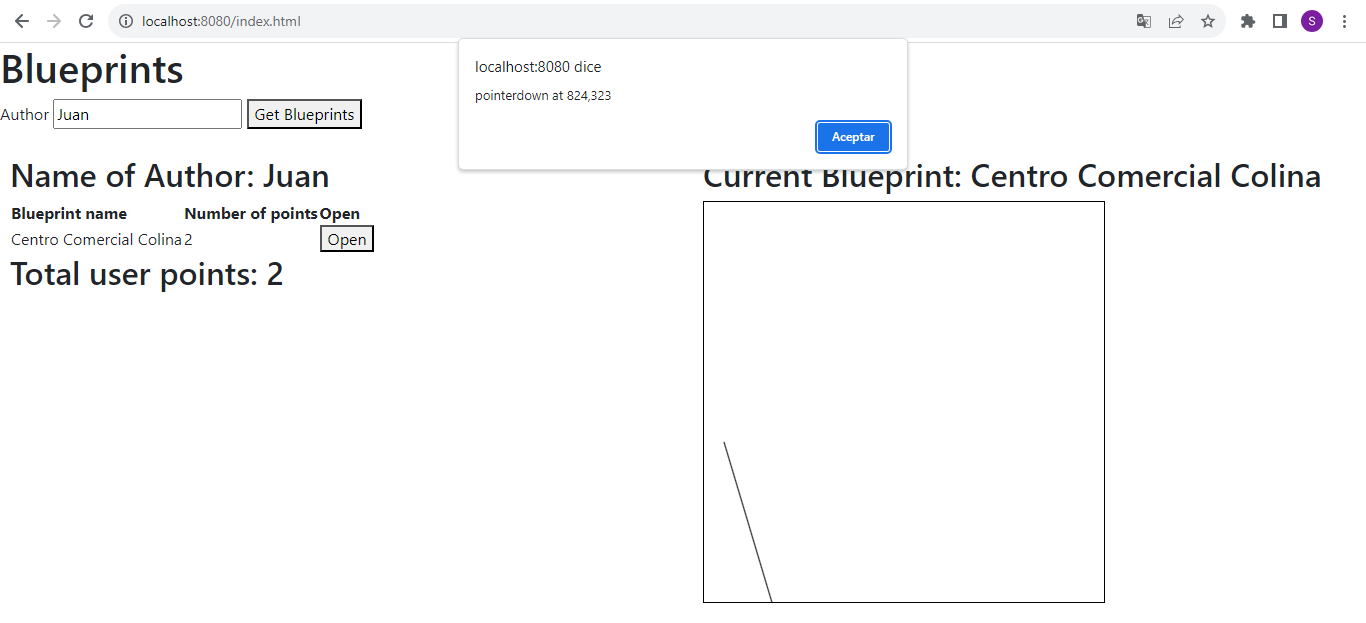 localhost:8080/index.html
S
Blueprints
localhost:8080 dice
pointerdown at 824,323
Aceptar
Author Juan Get Blueprints
Name of Author: Juan
Current Blueprint: Centro Comercial Colina
Blueprint name Number of points Open
Centro Comercial Colina 2 Open
Total user points: 2